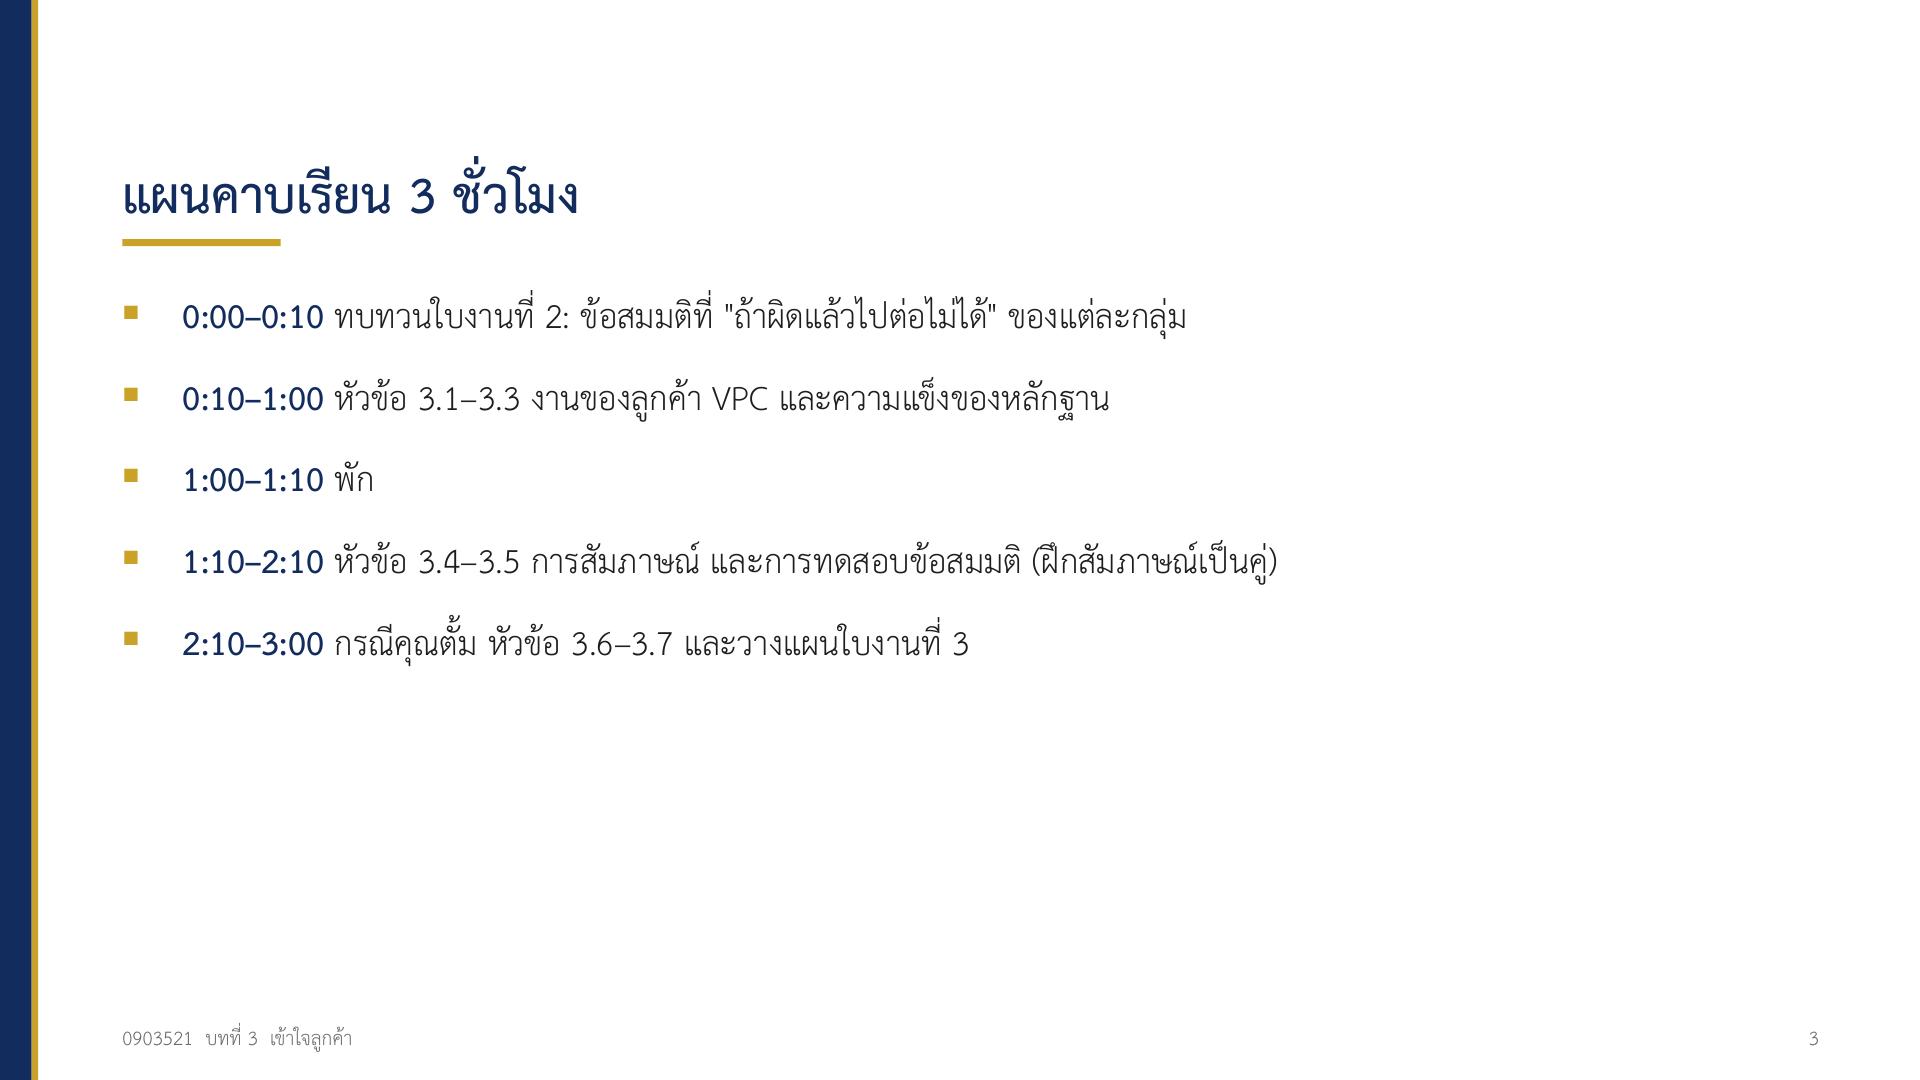 แผนคาบเรียน 3 ชั่วโมง
0:00–0:10 ทบทวนใบงานที่ 2: ข้อสมมติที่ "ถ้าผิดแล้วไปต่อไม่ได้" ของแต่ละกลุ่ม
0:10–1:00 หัวข้อ 3.1–3.3 งานของลูกค้า VPC และความแข็งของหลักฐาน
1:00–1:10 พัก
1:10–2:10 หัวข้อ 3.4–3.5 การสัมภาษณ์ และการทดสอบข้อสมมติ (ฝึกสัมภาษณ์เป็นคู่)
2:10–3:00 กรณีคุณตั้ม หัวข้อ 3.6–3.7 และวางแผนใบงานที่ 3
0903521 บทที่ 3 เข้าใจลูกค้า
3